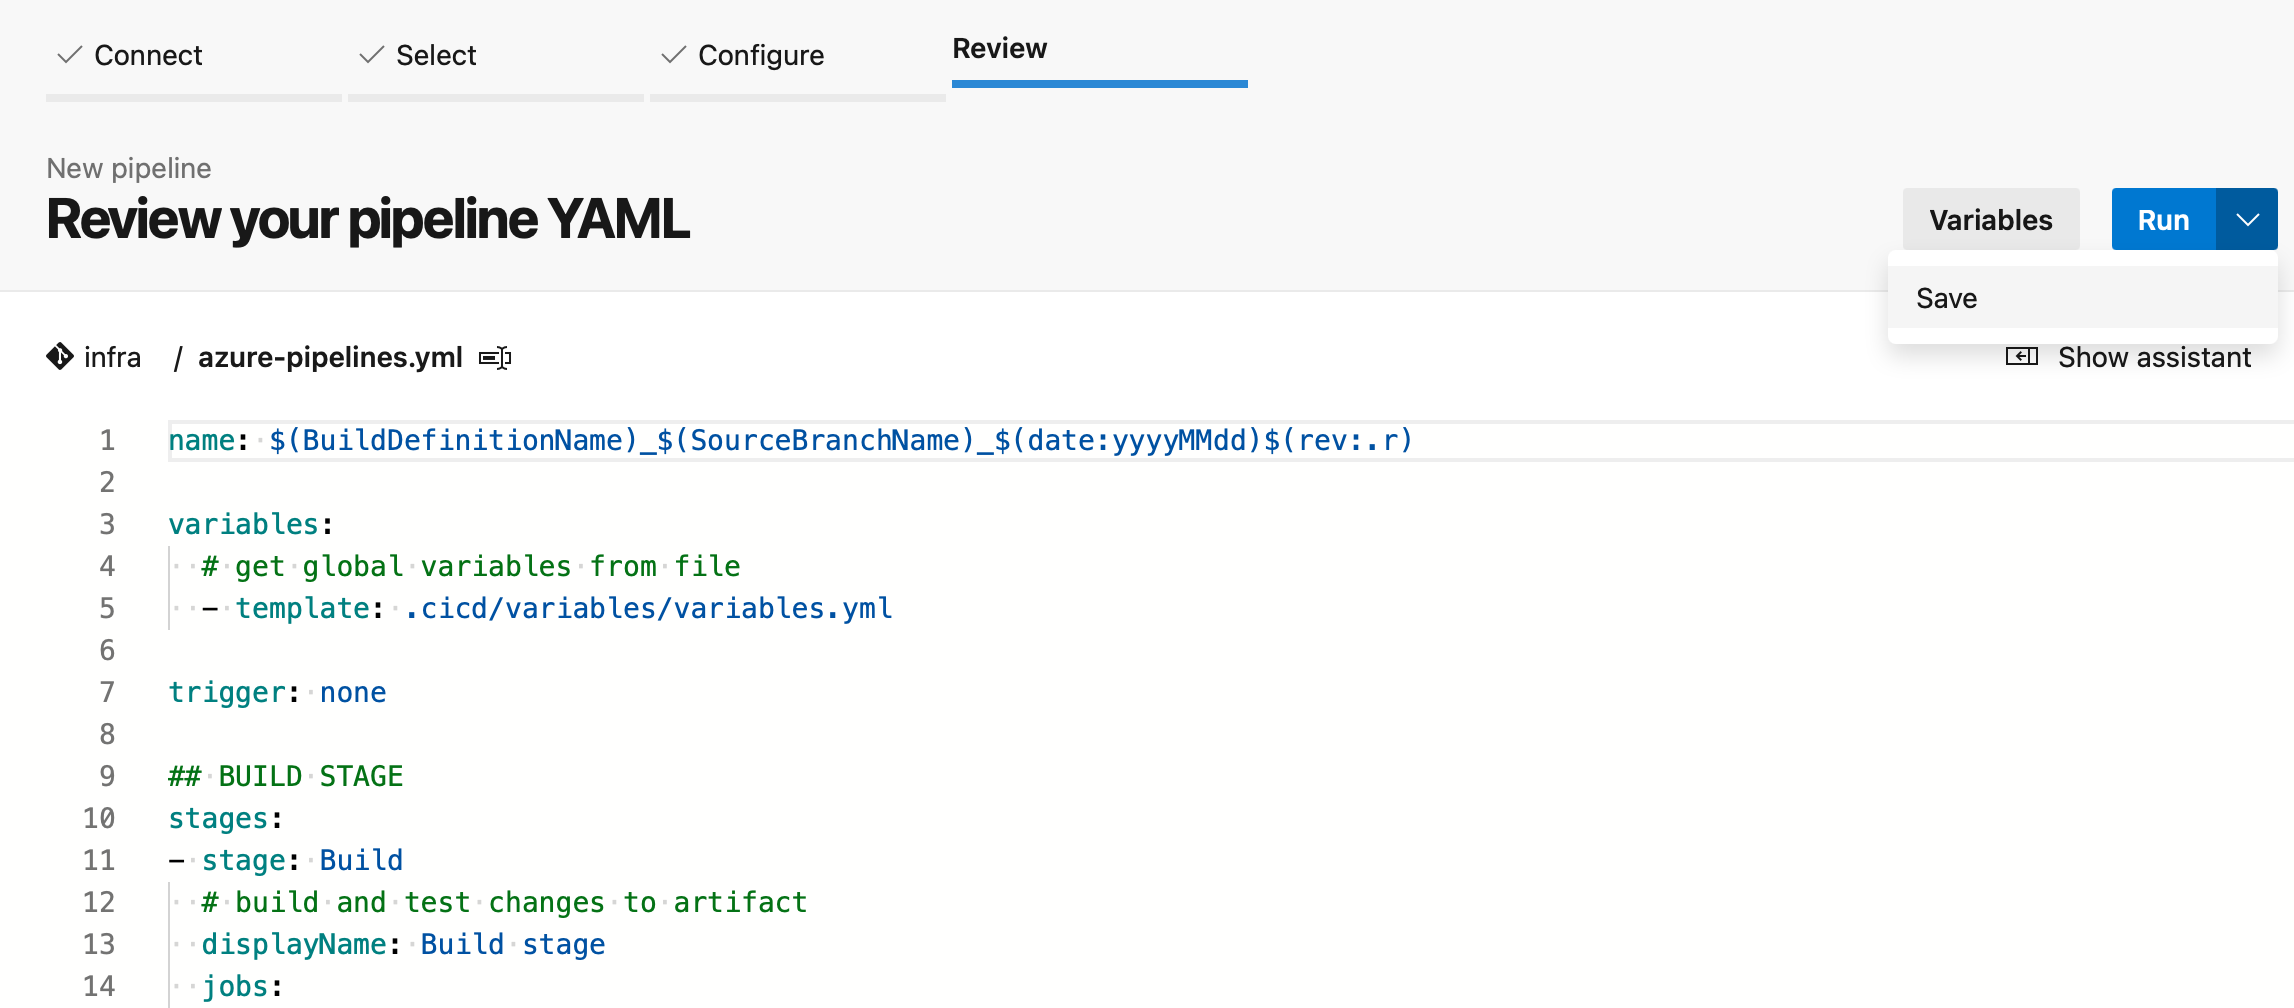 Connect Select Configure Review
New pipeline
Review your pipeline YAML
Variables Run
Save
infra / azure-pipelines.yml
Show assistant
1 name: $(BuildDefinitionName)_$(SourceBranchName)_$(date:yyyyMMdd)$(rev:.r)
2
3 variables:
4 # get global variables from file
5 - template: .cicd/variables/variables.yml
6
7 trigger: none
8
9 ## BUILD STAGE
10 stages:
11 - stage: Build
12 # build and test changes to artifact
13 displayName: Build stage
14 jobs: